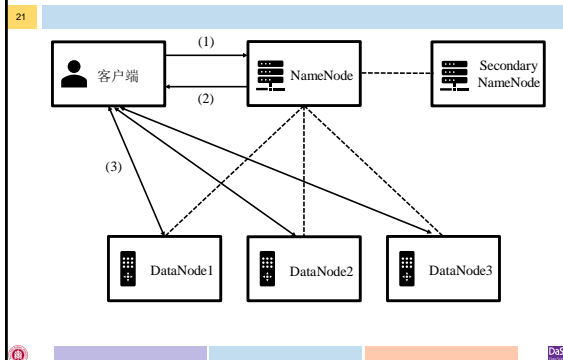 21
(1)
客户端
NameNode
Secondary
NameNode
(2)
(3)
DataNode1
DataNode2
DataNode3
DaS